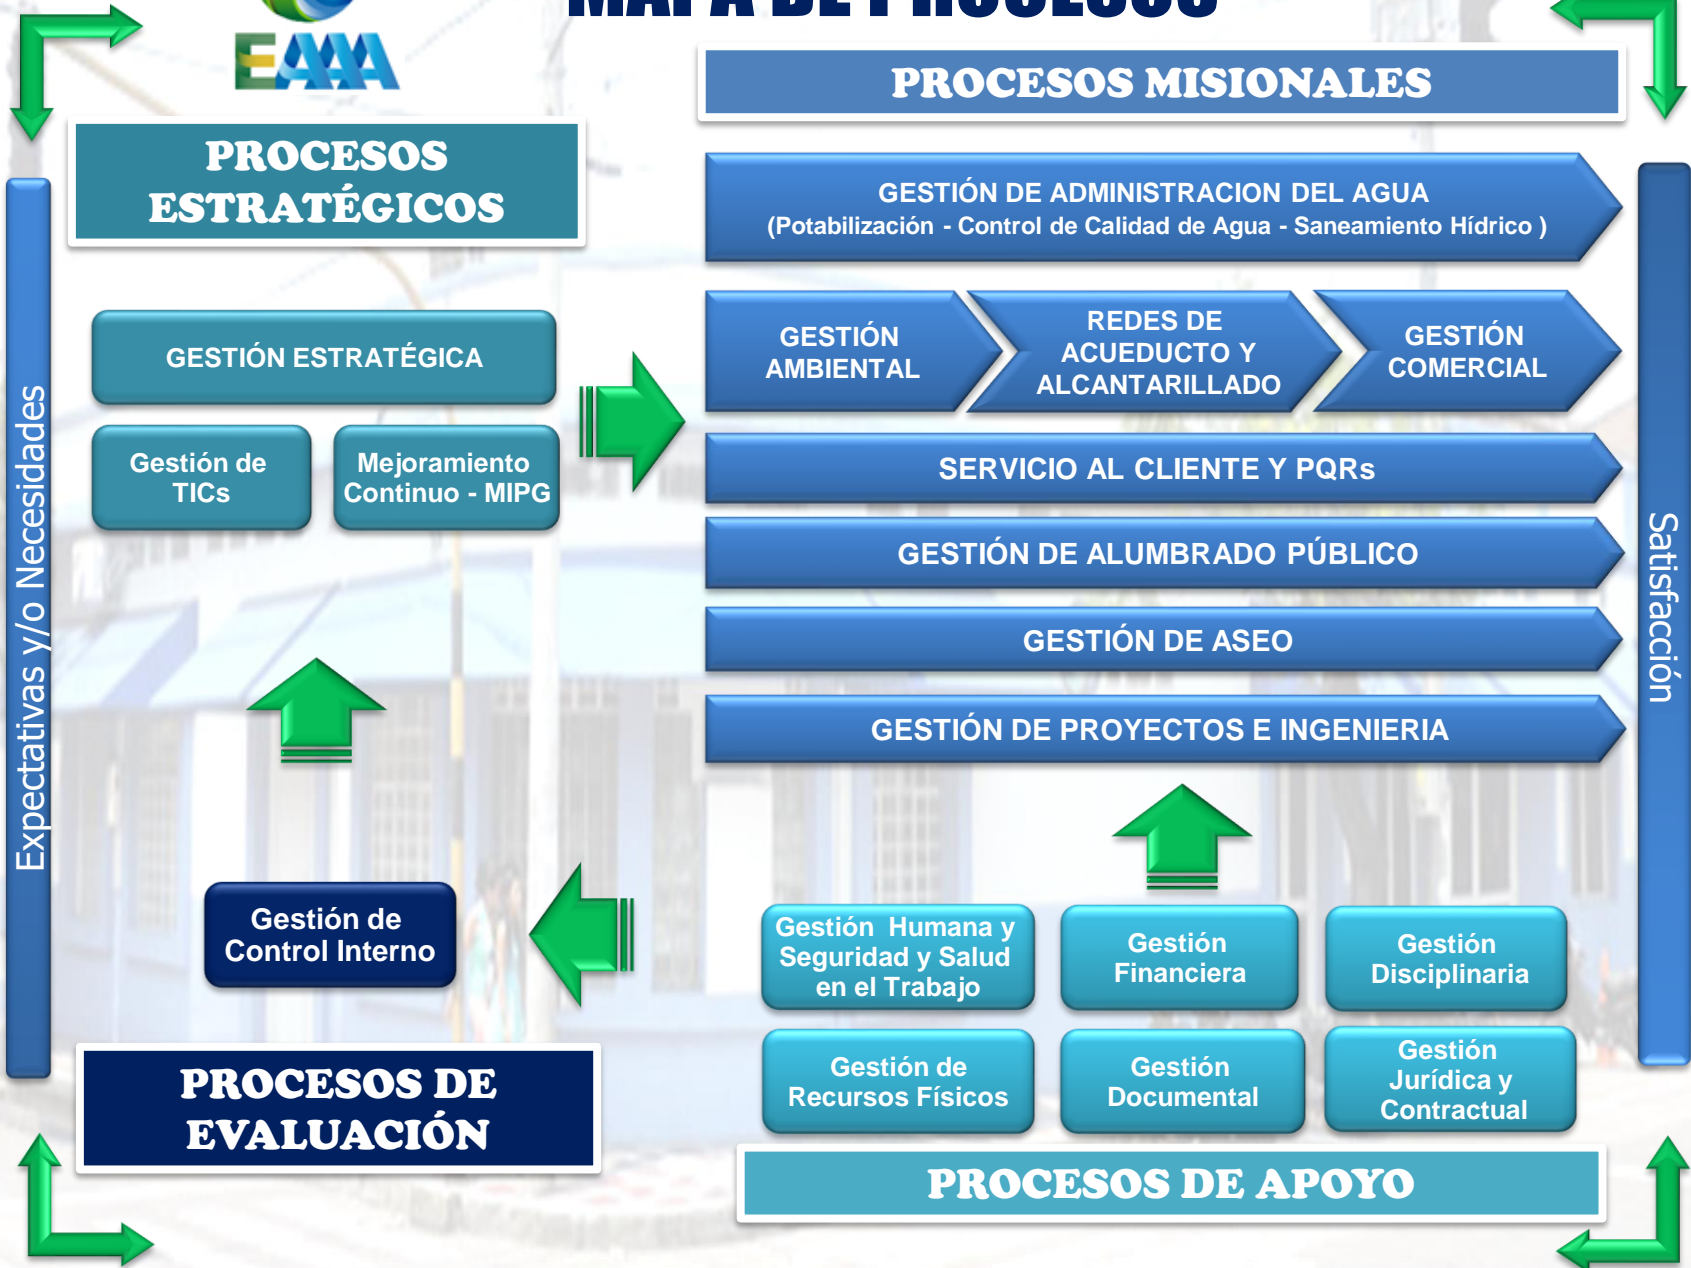 MAPA DE PROCESOS
EAAA
PROCESOS MISIONALES
PROCESOS
ESTRATÉGICOS
GESTIÓN DE ADMINISTRACION DEL AGUA
(Potabilización - Control de Calidad de Agua - Saneamiento Hídrico )
GESTIÓN ESTRATÉGICA
Gestión de
TICs
Mejoramiento
Continuo - MIPG
GESTIÓN
AMBIENTAL
REDES DE
ACUEDUCTO Y
ALCANTARILLADO
GESTIÓN
COMERCIAL
SERVICIO AL CLIENTE Y PQRs
GESTIÓN DE ALUMBRADO PÚBLICO
GESTIÓN DE ASEO
GESTIÓN DE PROYECTOS E INGENIERIA
Expectativas y/o Necesidades
Satisfacción
Gestión de
Control Interno
PROCESOS DE
EVALUACIÓN
Gestión  Humana y
Seguridad y Salud
en el Trabajo
Gestión
Financiera
Gestión
Disciplinaria
Gestión de
Recursos Físicos
Gestión
Documental
Gestión
Jurídica y
Contractual
PROCESOS DE APOYO